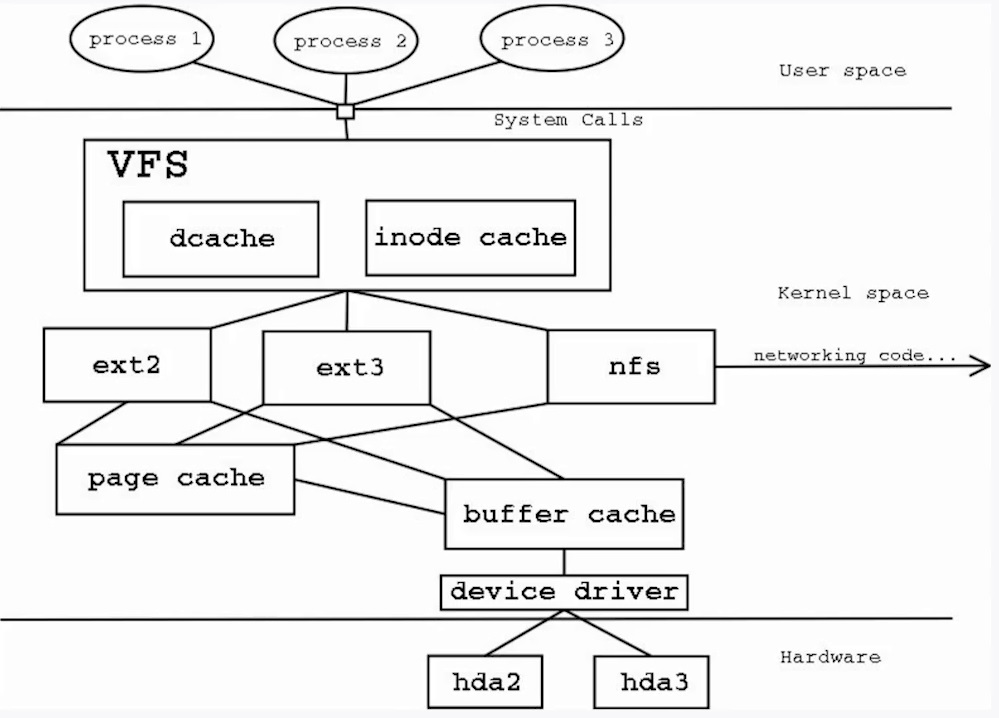 process 1
process 2
process 3
User space
System Calls
VFS
dcache
inode cache
Kernel space
ext2
ext3
nfs
networking code...
page cache
buffer cache
device driver
Hardware
hda2
hda3